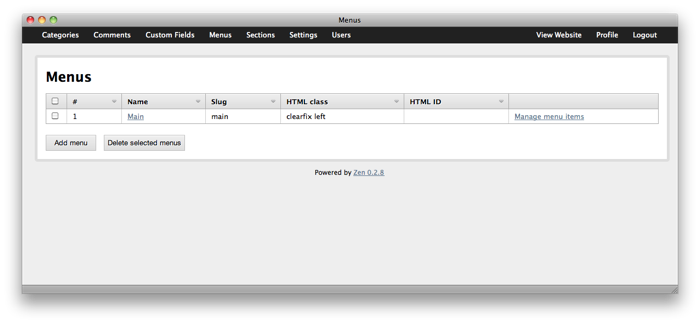 Menus
Categories Comments Custom Fields Menus Sections Settings Users View Website Profile Logout
Menus
# Name Slug HTML class HTML ID
1 Main main clearfix left Manage menu items
Add menu Delete selected menus
Powered by Zen 0.2.8